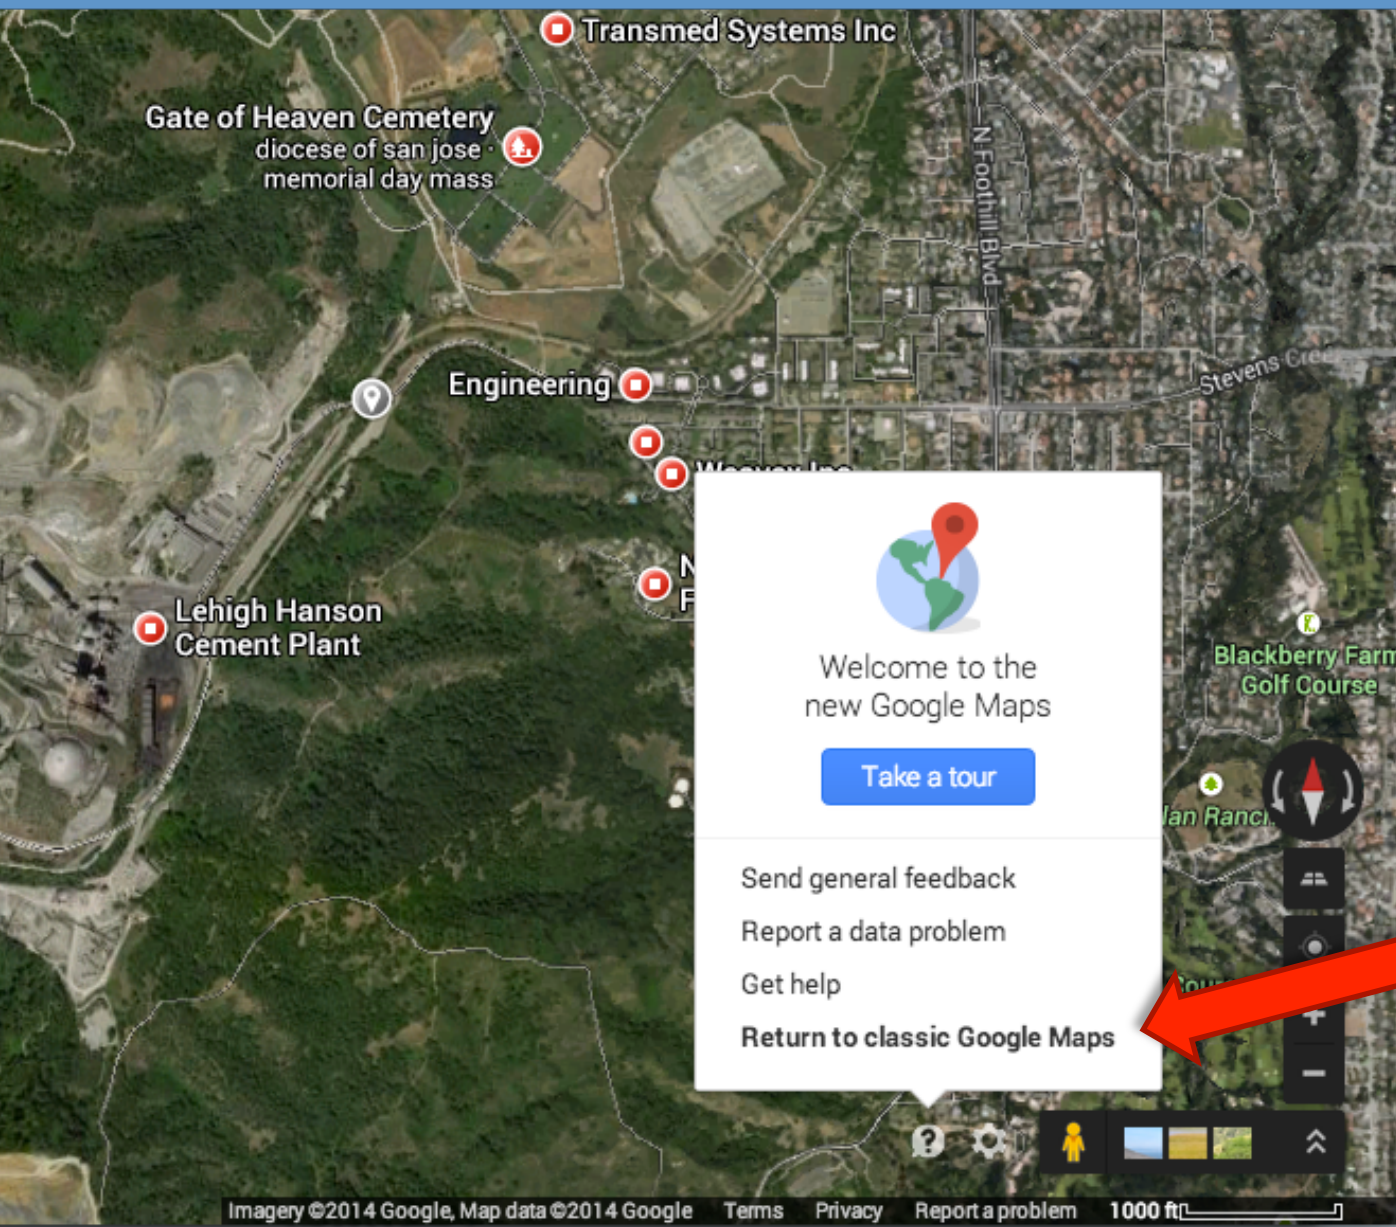 Transmed Systems Inc
Gate of Heaven Cemetery
diocese of san jose ·
memorial day mass
N Foothill Blvd
Stevens
Engineering
Lehigh Hanson
Cement Plant
Welcome to the
new Google Maps
Take a tour
Blackberry Farm
Golf Course
Send general feedback
Report a data problem
Get help
Return to classic Google Maps
?
Imagery ©2014 Google, Map data ©2014 Google Terms Privacy Report a problem 1000 ft